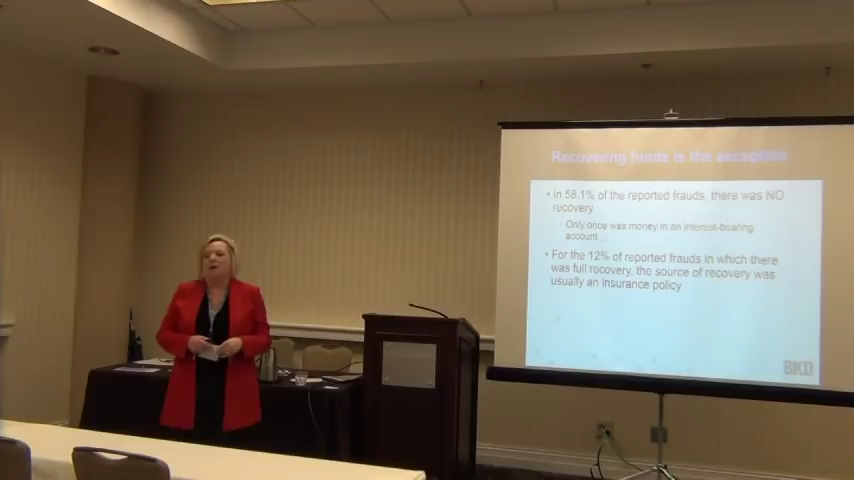 Recovering funds is the exception
• In 58.1% of the reported frauds, there was NO
recovery
Only once was money in an interest-bearing
account
• For the 12% of reported frauds in which there
was full recovery, the source of recovery was
usually an insurance policy
BKD